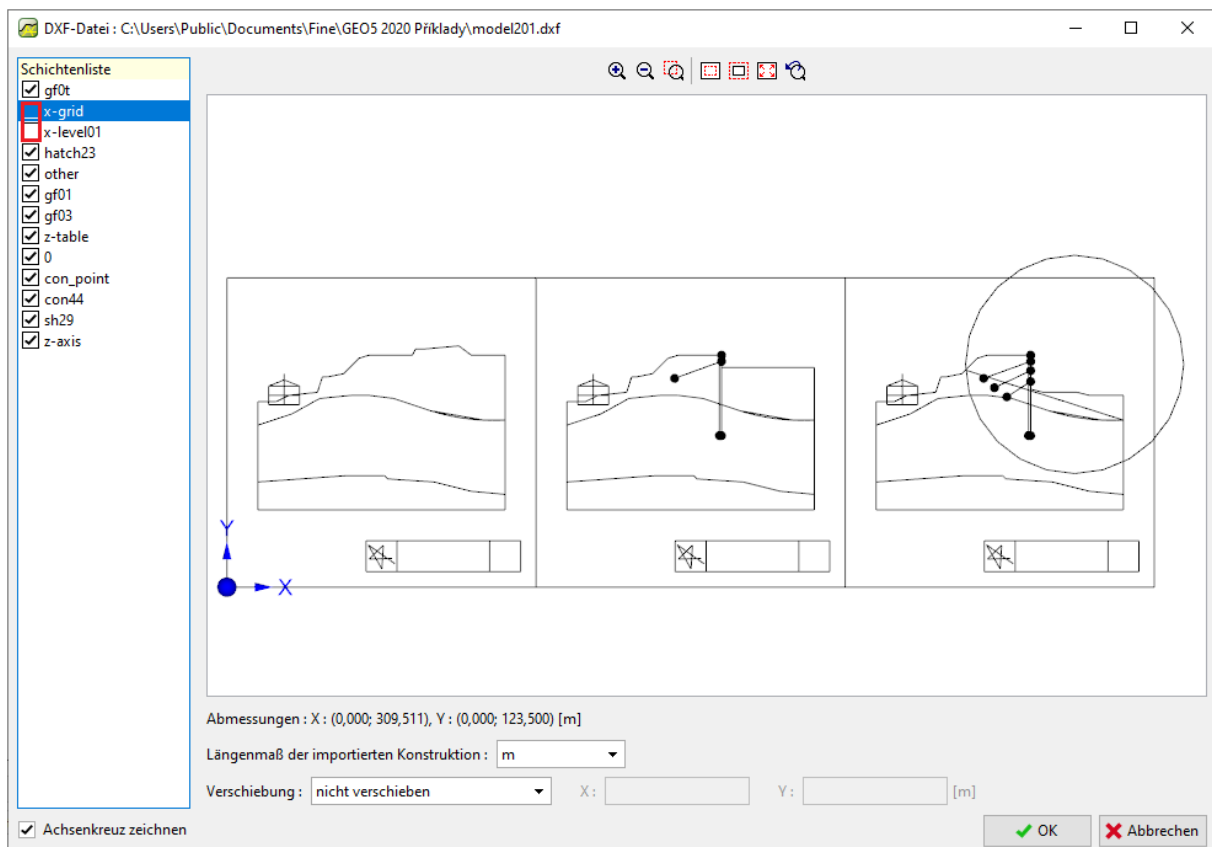 DXF-Datei : C:\Users\Public\Documents\Fine\GEO5 2020 Příklady\model201.dxf
Schichtenliste
gf0t
x-grid
x-level01
hatch23
other
gf01
gf03
z-table
0
con_point
con44
sh29
z-axis
Y
X
Abmessungen : X : (0,000; 309,511), Y : (0,000; 123,500) [m]
Längenmaß der importierten Konstruktion : m
Verschiebung : nicht verschieben X : Y : [m]
Achsenkreuz zeichnen OK Abbrechen